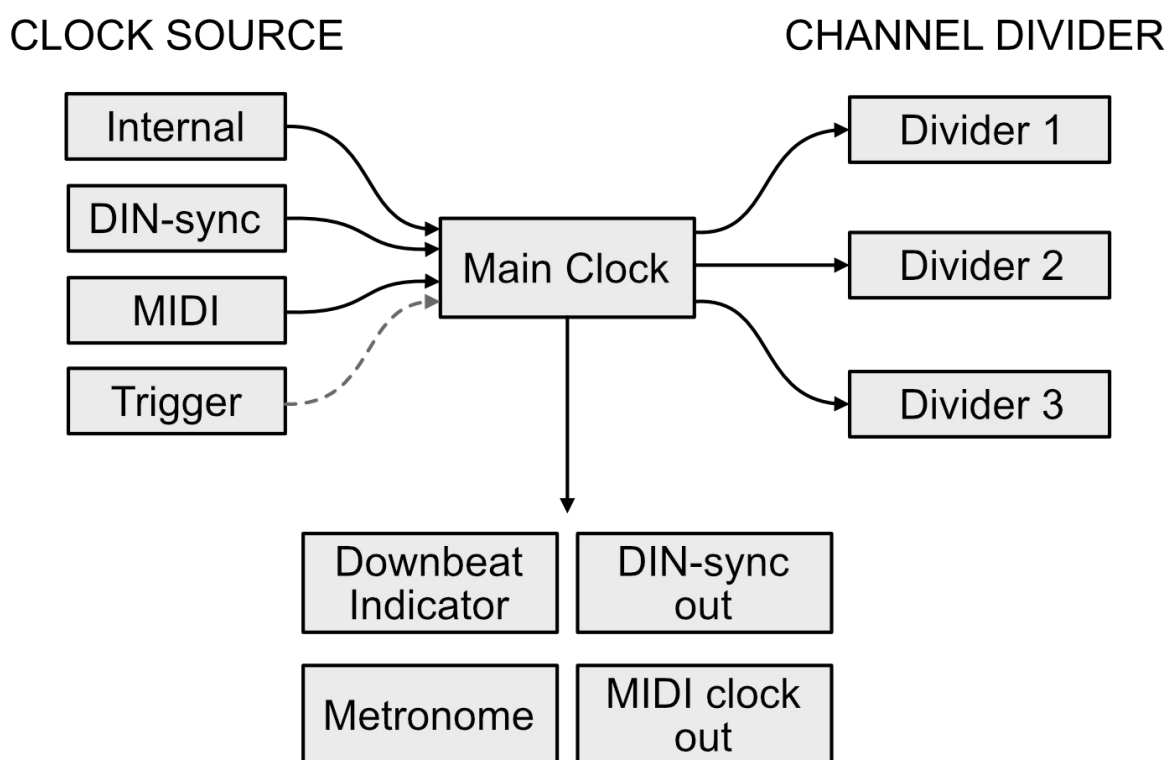 CLOCK SOURCE
CHANNEL DIVIDER
Internal
DIN-sync
MIDI
Trigger
Main Clock
Divider 1
Divider 2
Divider 3
Downbeat
Indicator
DIN-sync
out
Metronome
MIDI clock
out